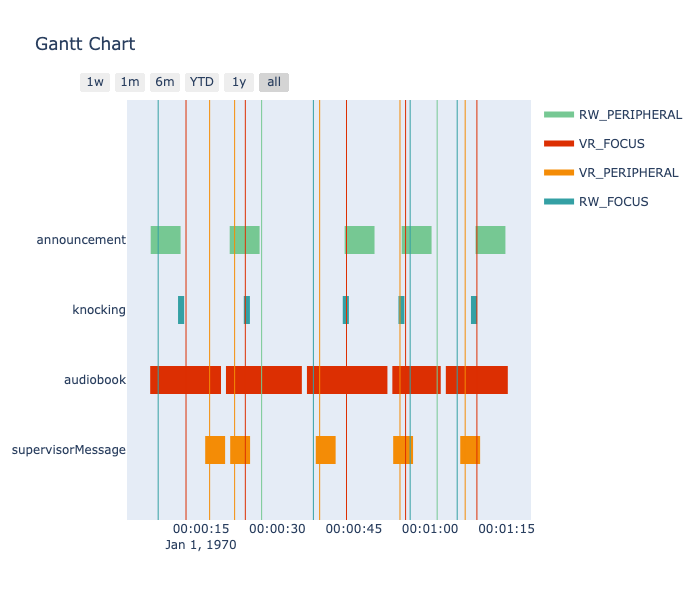 Gantt Chart
1w 1m 6m YTD 1y all
RW_PERIPHERAL
VR_FOCUS
VR_PERIPHERAL
RW_FOCUS
announcement
knocking
audiobook
supervisorMessage
00:00:15 00:00:30 00:00:45 00:01:00 00:01:15
Jan 1, 1970